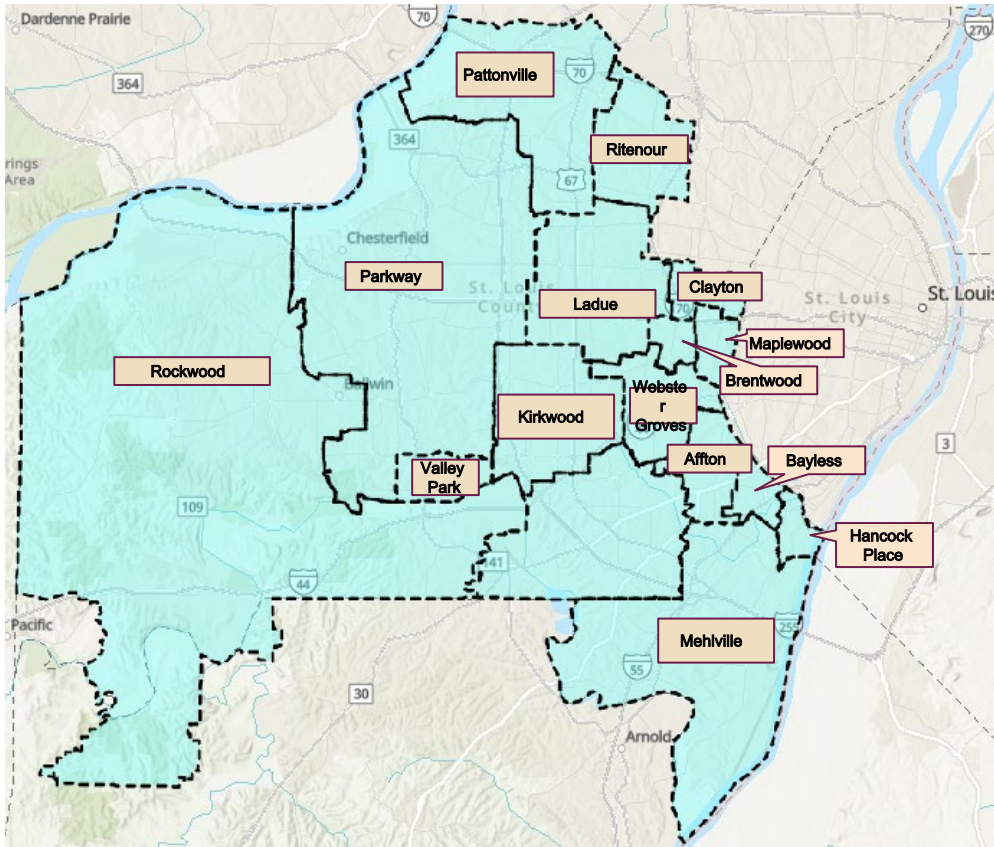 Dardenne Prairie
70
270
364
Pattonville
70
364
Ritenour
rings
Area
67
Chesterfield
Parkway
St. Louis
County
Ladue
Clayton
70
St. Louis
City
St. Louis
Maplewood
Rockwood
Ballwin
Brentwood
Kirkwood
Webste
r
Groves
3
Affton
Bayless
Valley
Park
109
Hancock
Place
141
44
Pacific
255
Mehlville
55
30
Arnold